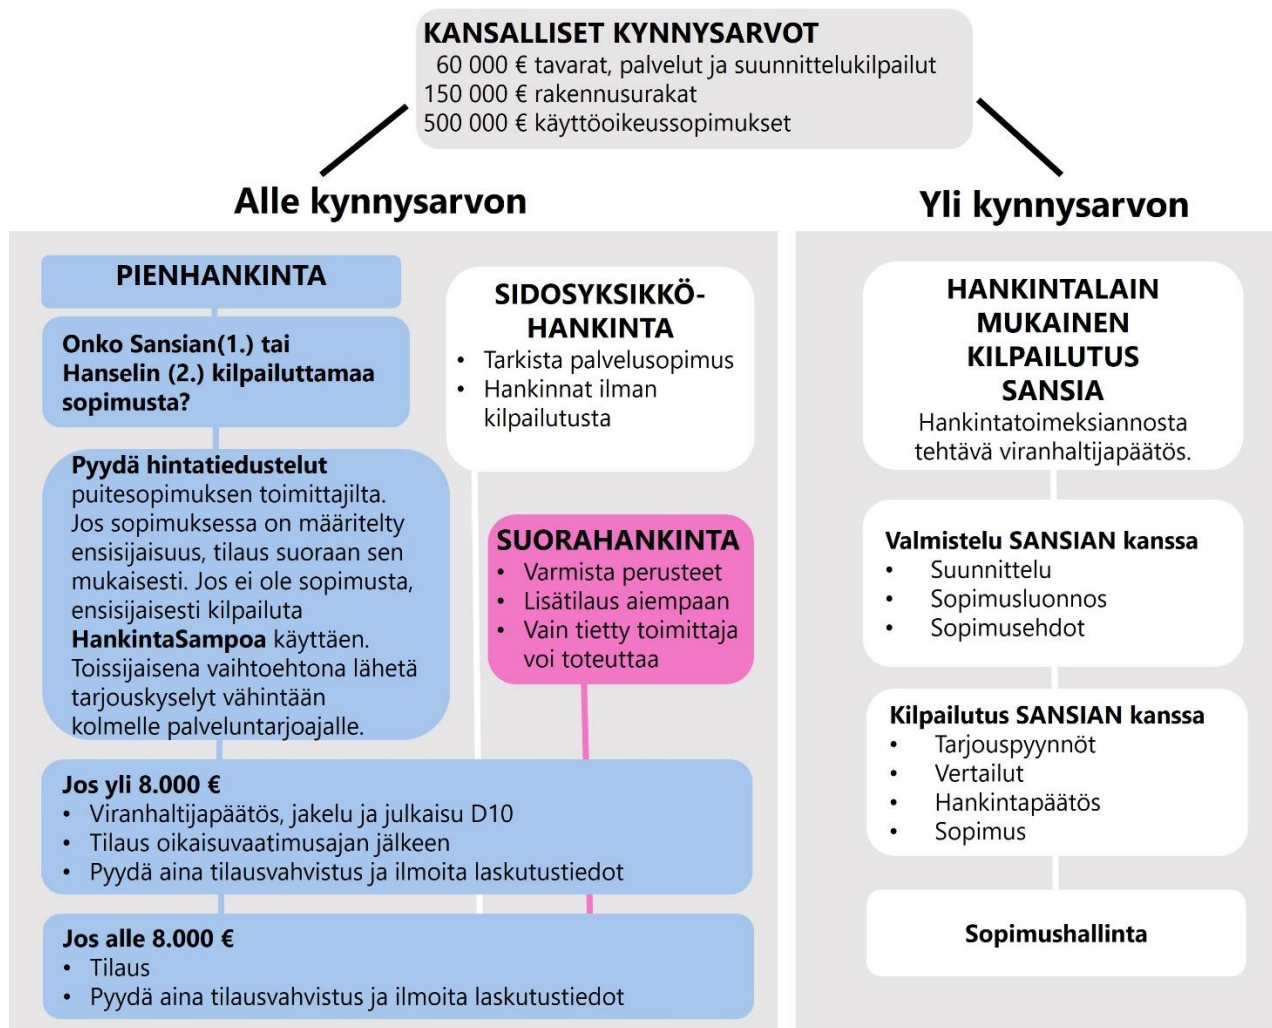 KANSALLISET KYNNYSARVOT
60 000 € tavarat, palvelut ja suunnittelukilpailut
150 000 € rakennusurakat
500 000 € käyttöoikeussopimukset
Alle kynnysarvon
PIENHANKINTA
Onko Sansian(1.) tai
Hanselin (2.) kilpailuttamaa
sopimusta?
Pyydä hintatiedustelut
puitesopimuksen toimittajilta.
Jos sopimuksessa on määritelty
ensisijaisuus, tilaus suoraan sen
mukaisesti. Jos ei ole sopimusta,
ensisijaisesti kilpailuta
HankintaSampoa käyttäen.
Toissijaisena vaihtoehtona lähetä
tarjouskyselyt vähintään
kolmelle palveluntarjoajalle.
SIDOSYKSIKKÖ-
HANKINTA
• Tarkista palvelusopimus
• Hankinnat ilman
kilpailutusta
SUORAHANKINTA
• Varmista perusteet
• Lisätilaus aiempaan
• Vain tietty toimittaja
voi toteuttaa
Jos yli 8.000 €
• Viranhaltijapäätös, jakelu ja julkaisu D10
• Tilaus oikaisuvaatimusajan jälkeen
• Pyydä aina tilausvahvistus ja ilmoita laskutustiedot
Jos alle 8.000 €
• Tilaus
• Pyydä aina tilausvahvistus ja ilmoita laskutustiedot
Yli kynnysarvon
HANKINTALAIN
MUKAINEN
KILPAILUTUS
SANSIA
Hankintatoimeksiannosta
tehtävä viranhaltijapäätös.
Valmistelu SANSIAN kanssa
• Suunnittelu
• Sopimusluonnos
• Sopimusehdot
Kilpailutus SANSIAN kanssa
• Tarjouspyynnöt
• Vertailut
• Hankintapäätös
• Sopimus
Sopimushallinta